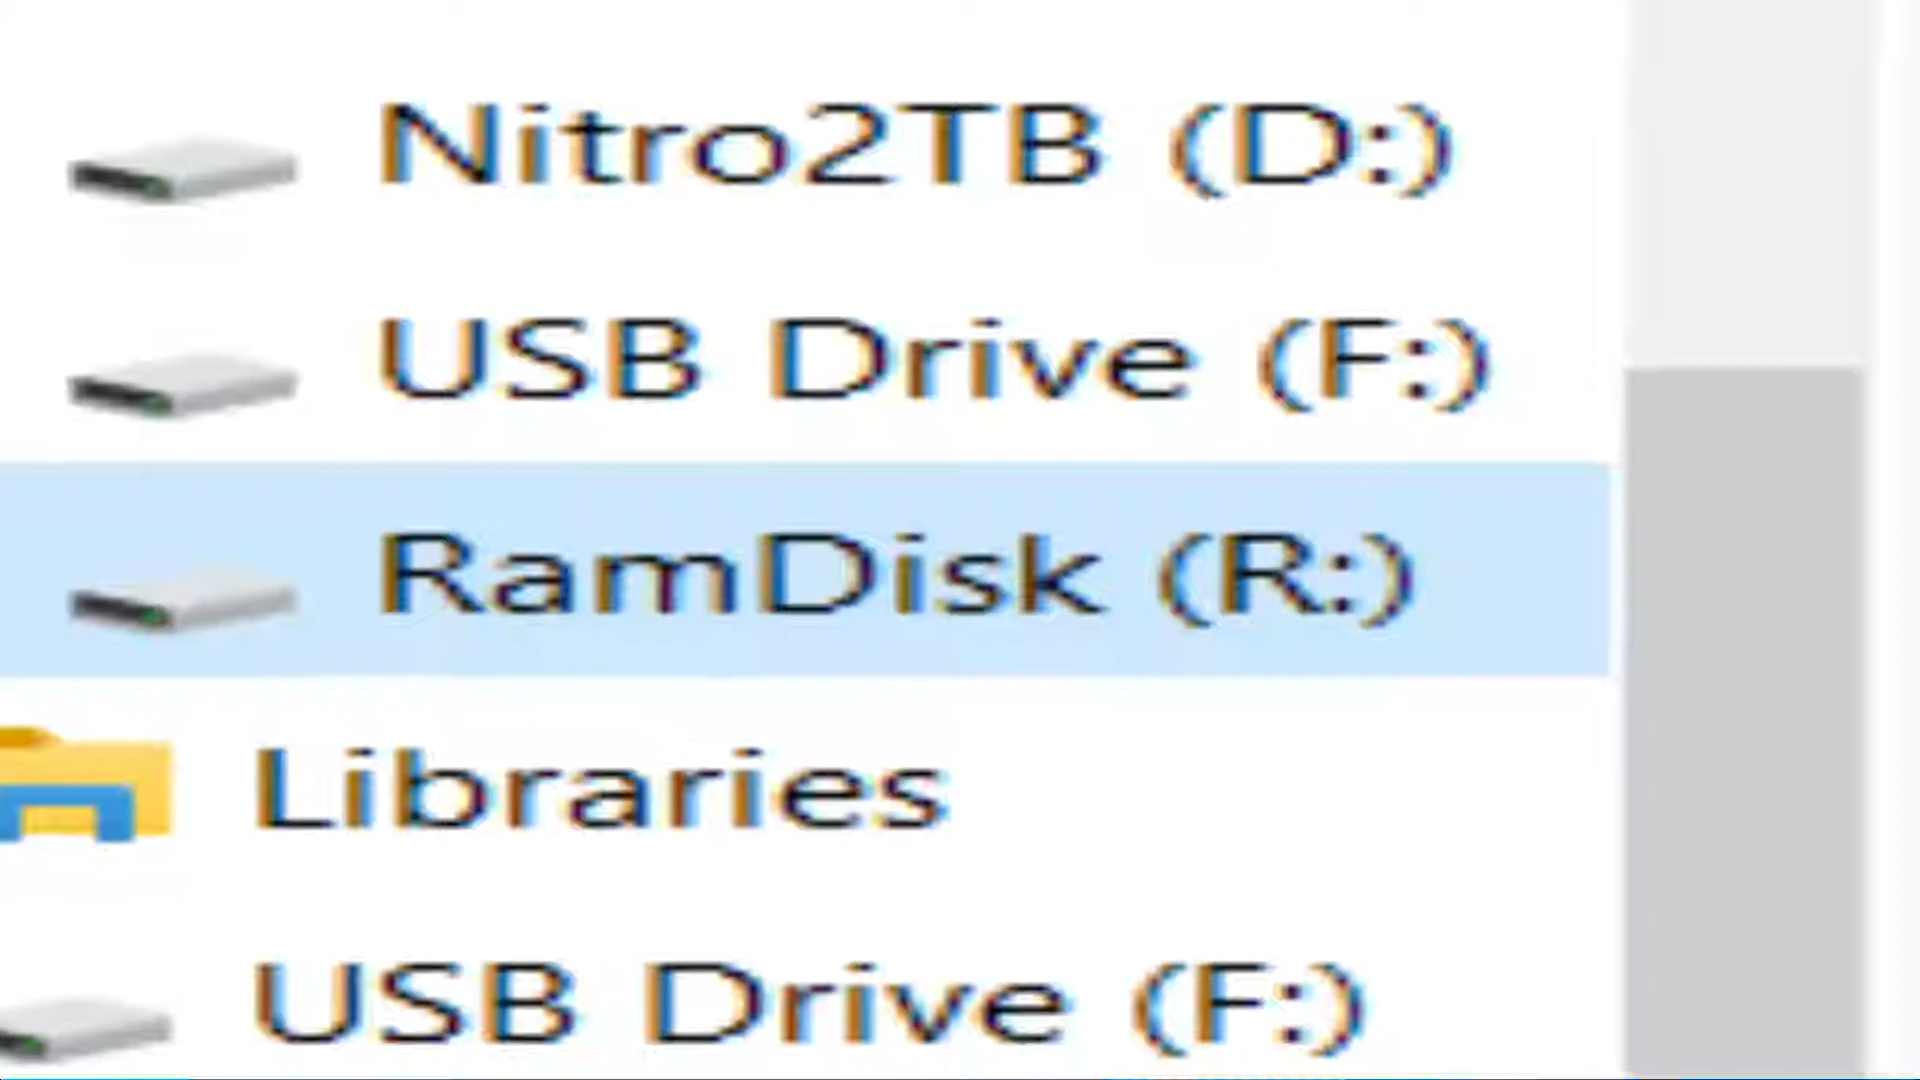 Nitro2TB (D:)
USB Drive (F:)
RamDisk (R:)
Libraries
USB Drive (F:)